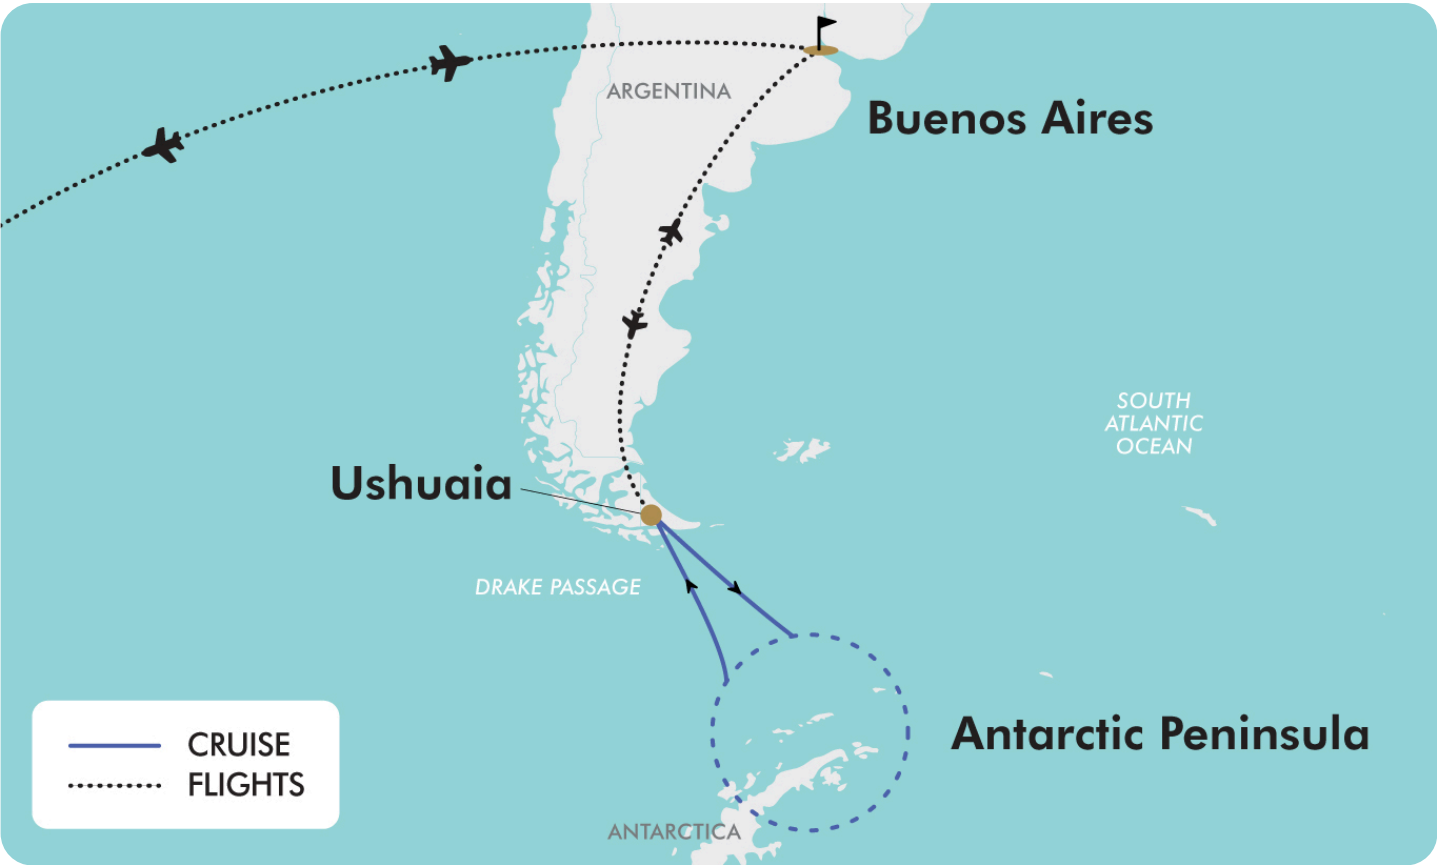 ARGENTINA
Buenos Aires
SOUTH
ATLANTIC
OCEAN
Ushuaia
DRAKE PASSAGE
Antarctic Peninsula
CRUISE
FLIGHTS
ANTARCTICA